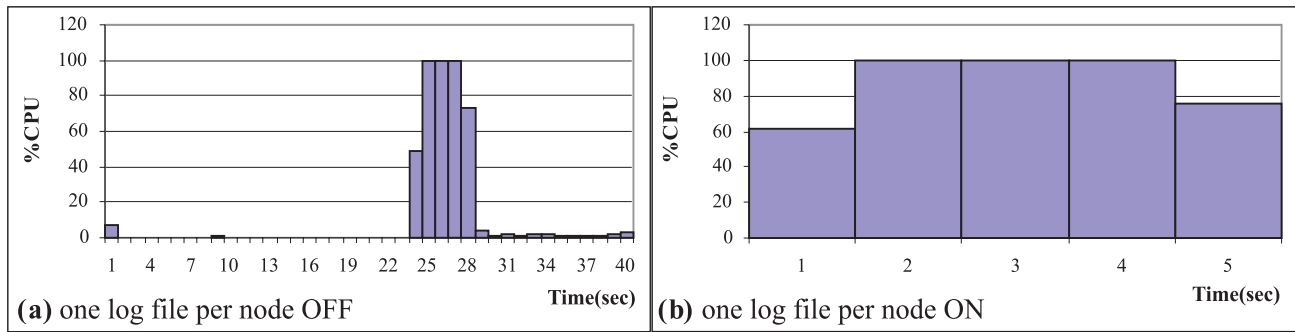 120
100
80
60
40
20
0
%CPU
1 4 7 10 13 16 19 22 25 28 31 34 37 40
Time(sec)
(a) one log file per node OFF
120
100
80
60
40
20
0
%CPU
1 2 3 4 5
Time(sec)
(b) one log file per node ON